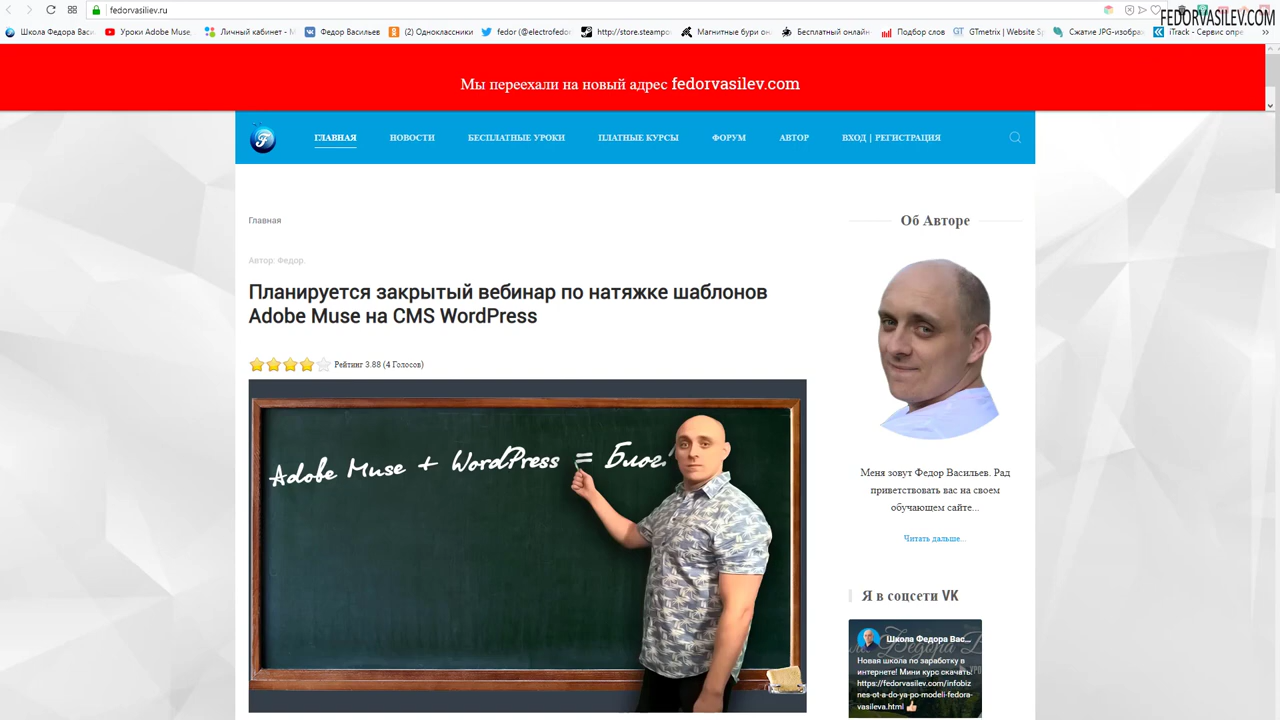 fedorvasiliev.ru
FEDORVASILEV.COM
Школа Федора Васи.
Уроки Adobe Muse,
Личный кабинет - М
Федор Васильев
(2) Одноклассники
fedor (@electrofedor
http://store.steampo
Магнитные бури он
Бесплатный онлайн
Подбор слов
GTmetrix | Website Sp
Сжатие JPG-изобра
iTrack - Сервис опре
Мы переехали на новый адрес fedorvasilev.com
ГЛАВНАЯ
НОВОСТИ
БЕСПЛАТНЫЕ УРОКИ
ПЛАТНЫЕ КУРСЫ
ФОРУМ
АВТОР
ВХОД | РЕГИСТРАЦИЯ
Главная
Автор: Федор.
Планируется закрытый вебинар по натяжке шаблонов
Adobe Muse на CMS WordPress
Рейтинг 3.88 (4 Голосов)
Adobe Muse + WordPress = Блог!
Об Авторе
Меня зовут Федор Васильев. Рад
приветствовать вас на своем
обучающем сайте...
Читать дальше...
Я в соцсети VK
Школа Федора Вас...
Новая школа по заработку в
интернете! Мини курс скачать:
https://fedorvasilev.com/infobiz
nes-ot-a-do-ya-po-modeli-fedora-
vasileva.html